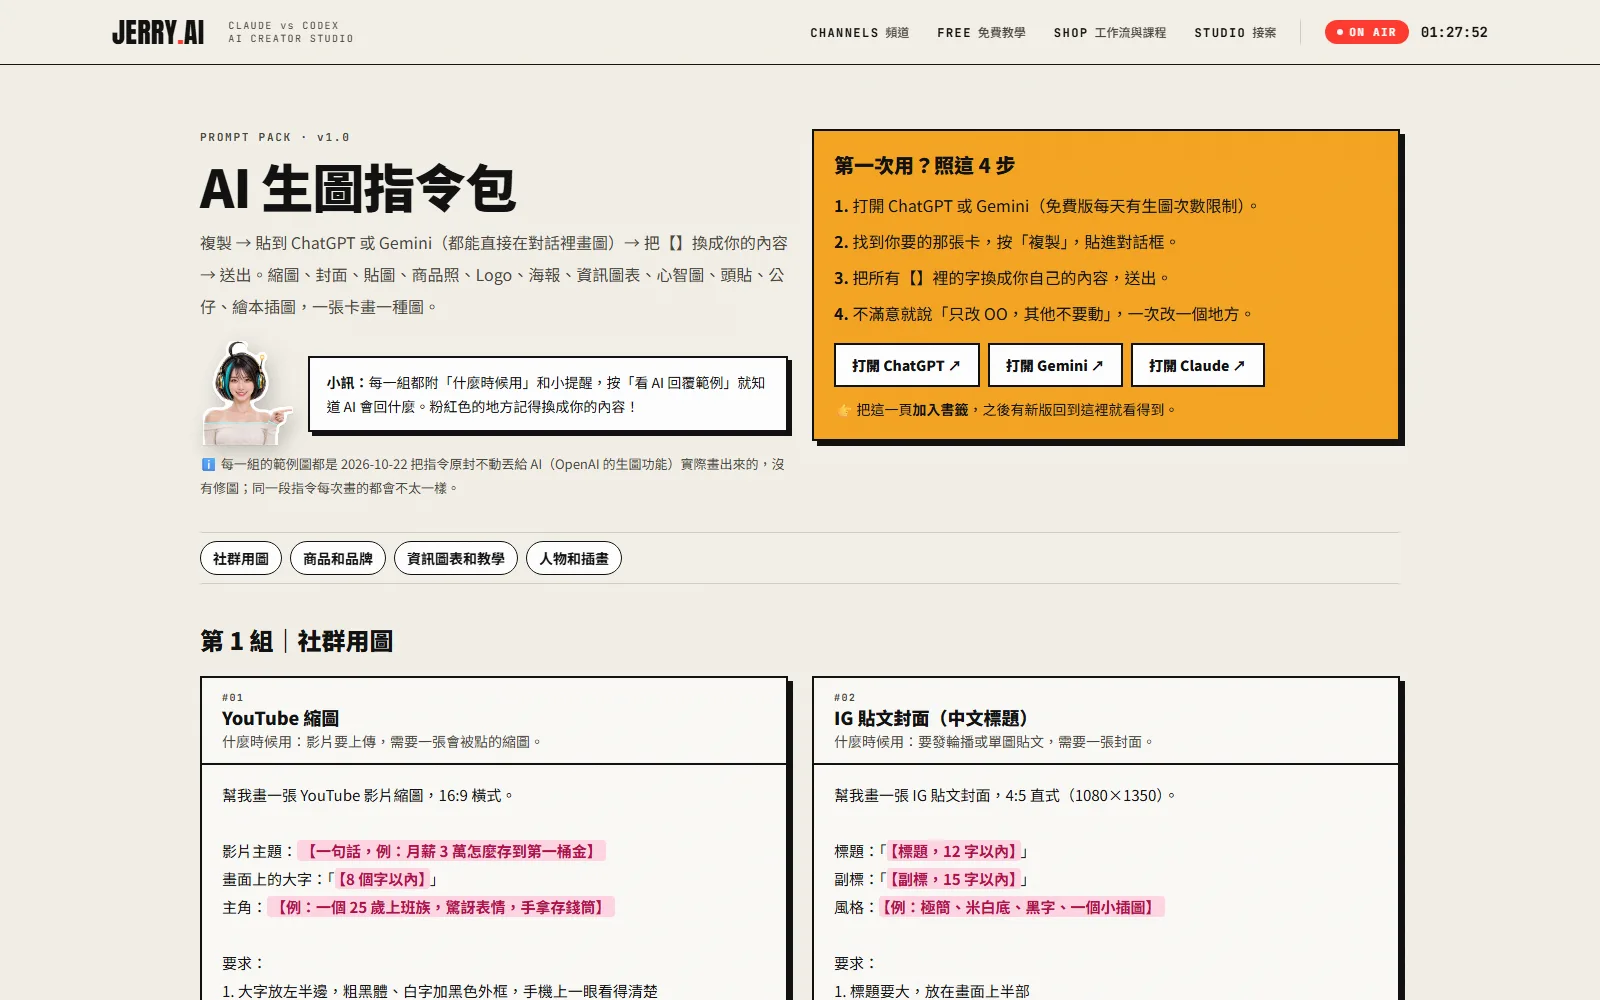 JERRY.AI
CLAUDE vs CODEX
AI CREATOR STUDIO
CHANNELS 頻道
FREE 免費教學
SHOP 工作流與課程
STUDIO 接案
ON AIR
01:27:52
PROMPT PACK · v1.0
AI 生圖指令包
複製 → 貼到 ChatGPT 或 Gemini（都能直接在對話裡畫圖）→ 把【】換成你的內容
→ 送出。縮圖、封面、貼圖、商品照、Logo、海報、資訊圖表、心智圖、頭貼、公
仔、繪本插圖，一張卡畫一種圖。
小訊：每一組都附「什麼時候用」和小提醒，按「看 AI 回覆範例」就知
道 AI 會回什麼。粉紅色的地方記得換成你的內容！
ℹ️ 每一組的範例圖都是 2026-10-22 把指令原封不動丟給 AI（OpenAI 的生圖功能）實際畫出來的，沒
有修圖；同一段指令每次畫的都會不太一樣。
第一次用？照這 4 步
1. 打開 ChatGPT 或 Gemini（免費版每天有生圖次數限制）。
2. 找到你要的那張卡，按「複製」，貼進對話框。
3. 把所有【】裡的字換成你自己的內容，送出。
4. 不滿意就說「只改 OO，其他不要動」，一次改一個地方。
打開 ChatGPT ↗
打開 Gemini ↗
打開 Claude ↗
👉 把這一頁加入書籤，之後有新版回到這裡就看得到。
社群用圖
商品和品牌
資訊圖表和教學
人物和插畫
第 1 組｜社群用圖
#01
YouTube 縮圖
什麼時候用：影片要上傳，需要一張會被點的縮圖。
幫我畫一張 YouTube 影片縮圖，16:9 橫式。
影片主題：【一句話，例：月薪 3 萬怎麼存到第一桶金】
畫面上的大字：「【8 個字以內】」
主角：【例：一個 25 歲上班族，驚訝表情，手拿存錢筒】
要求：
1. 大字放左半邊，粗黑體、白字加黑色外框，手機上一眼看得清楚
#02
IG 貼文封面（中文標題）
什麼時候用：要發輪播或單圖貼文，需要一張封面。
幫我畫一張 IG 貼文封面，4:5 直式（1080×1350）。
標題：「【標題，12 字以內】」
副標：「【副標，15 字以內】」
風格：【例：極簡、米白底、黑字、一個小插圖】
要求：
1. 標題要大，放在畫面上半部